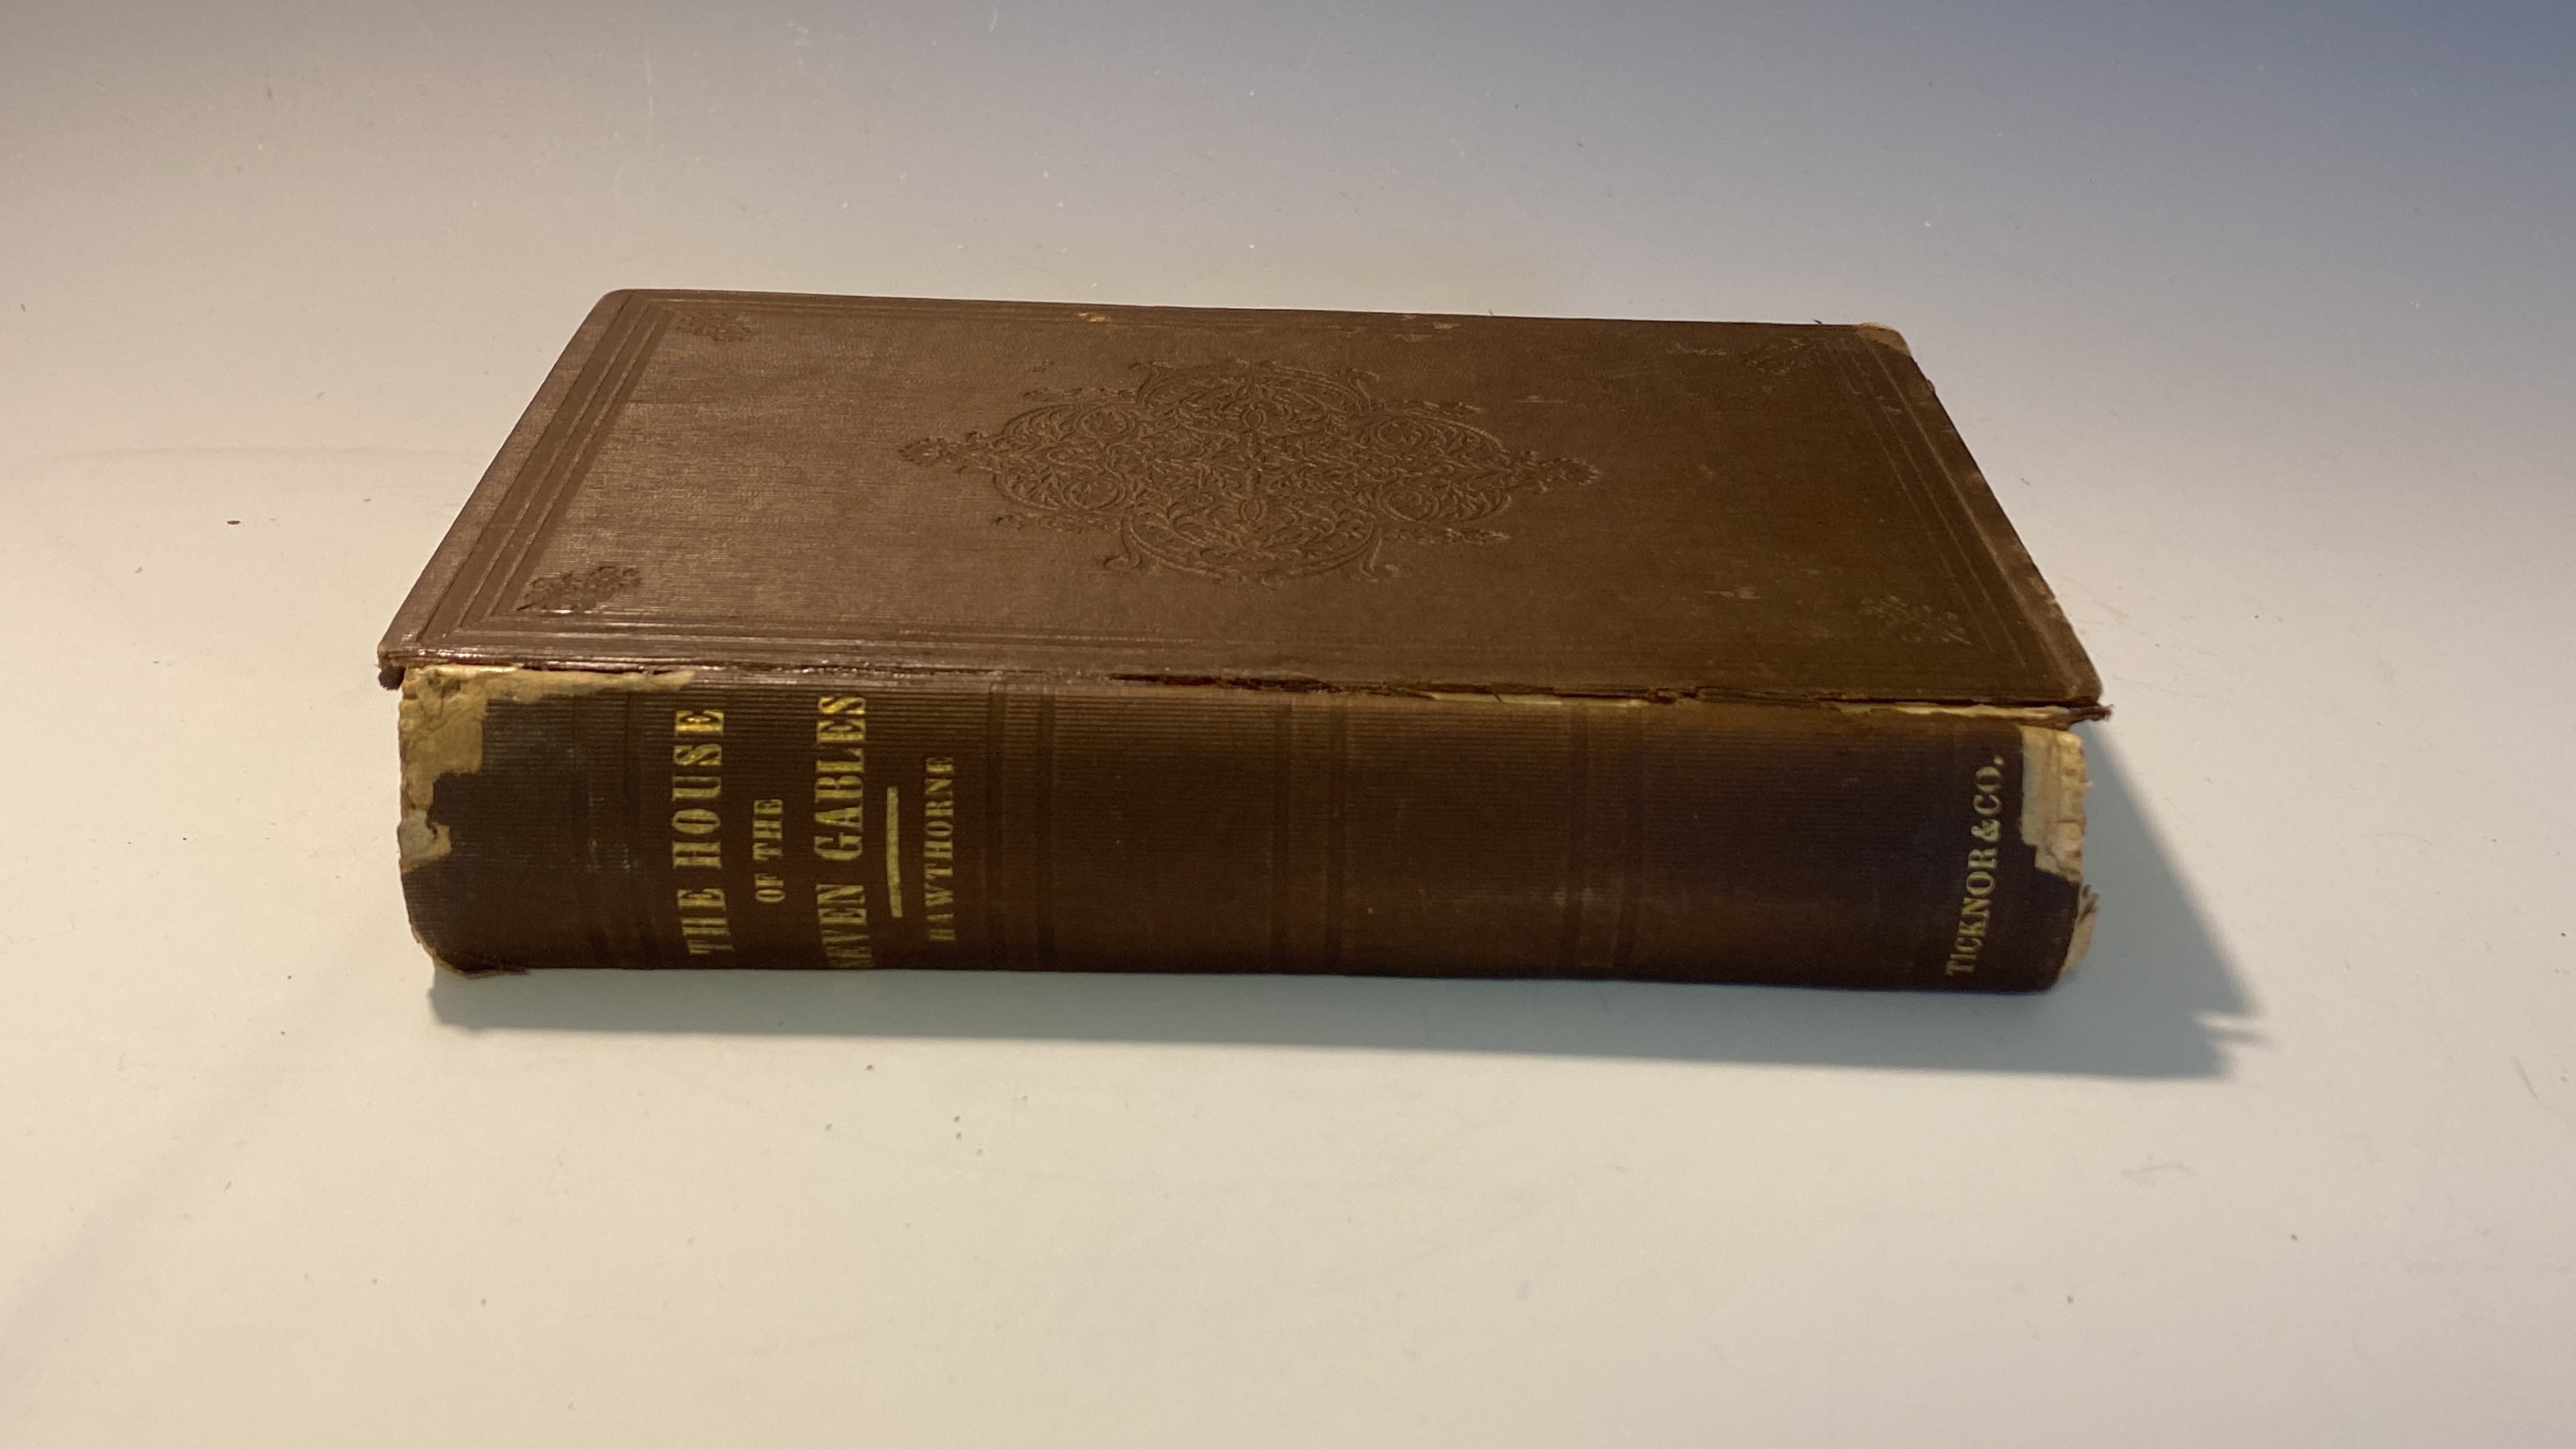 THE HOUSE
OF THE
SEVEN GABLES
HAWTHORNE
TICKNOR & CO.